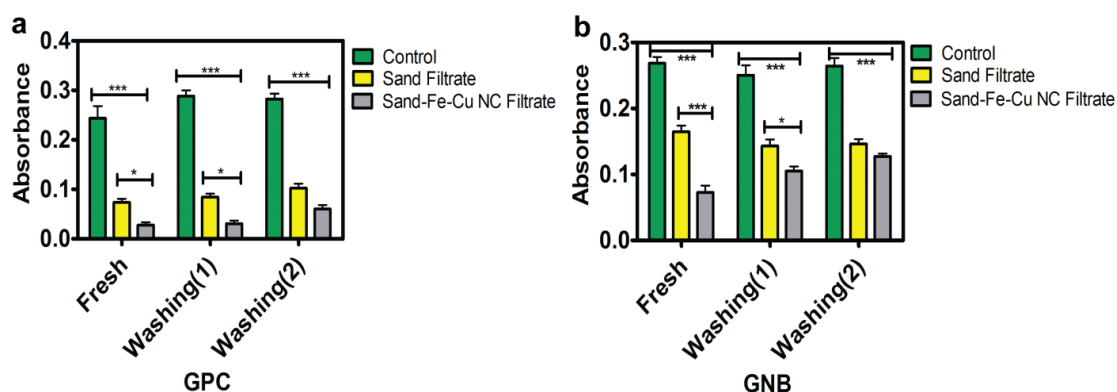 a
Absorbance
0.4
0.3
0.2
0.1
0.0
***
***
***
*
*
Control
Sand Filtrate
Sand-Fe-Cu NC Filtrate
Fresh
Washing(1)
Washing(2)
GPC
b
Absorbance
0.3
0.2
0.1
0.0
***
***
***
***
*
Control
Sand Filtrate
Sand-Fe-Cu NC Filtrate
Fresh
Washing(1)
Washing(2)
GNB